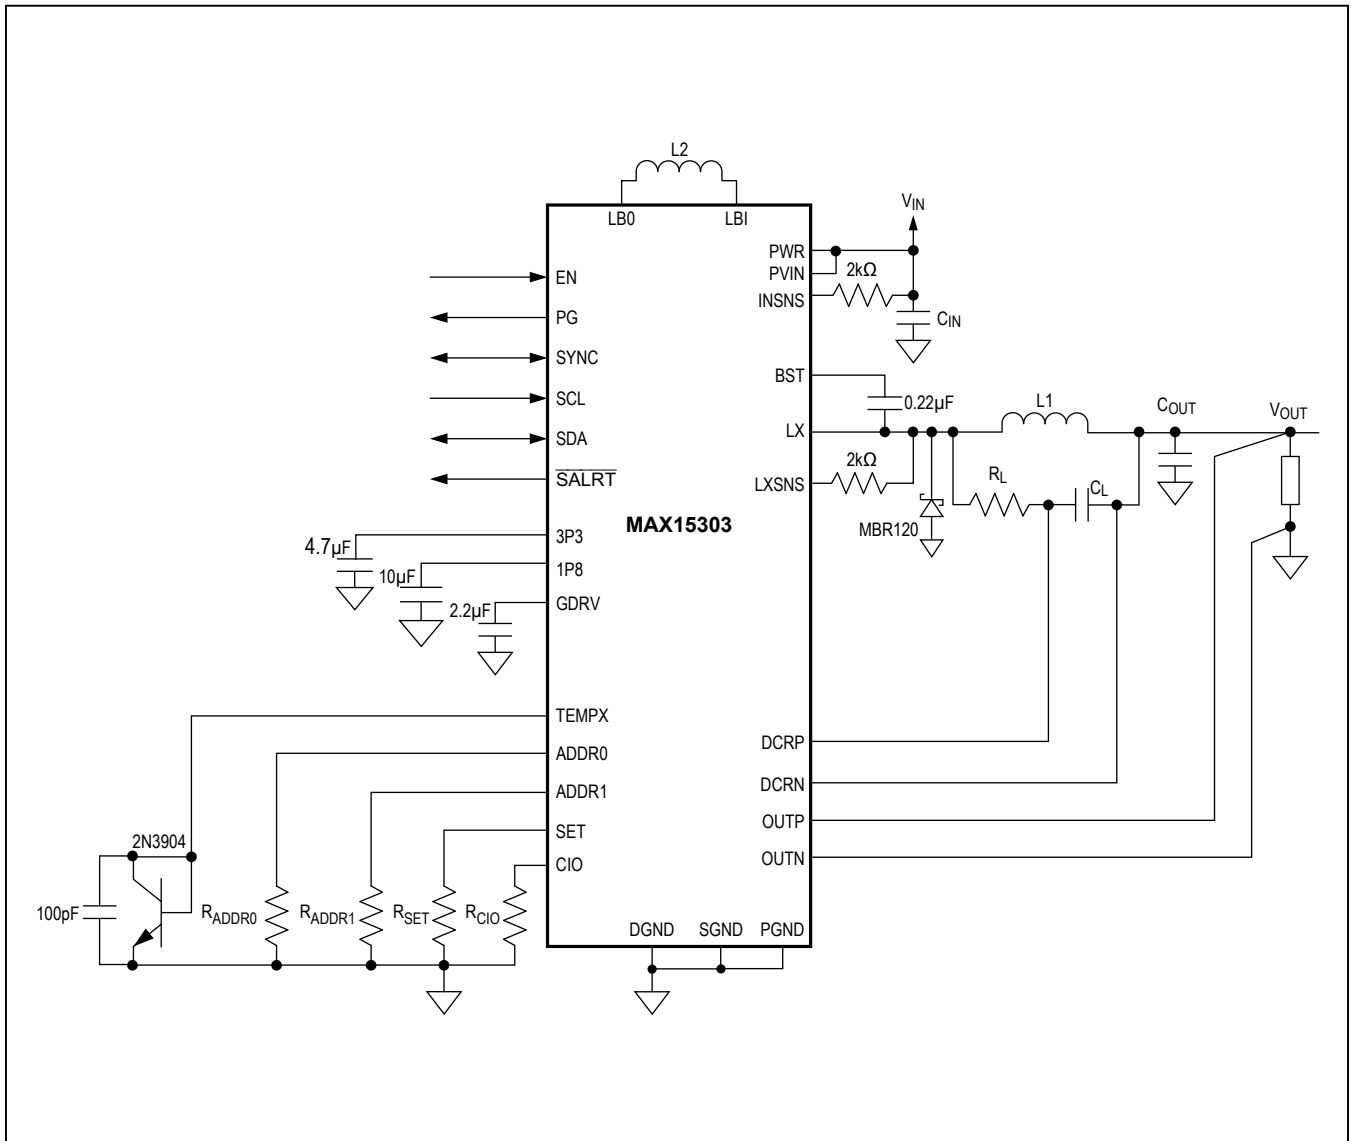 L2
LB0
LBI
VIN
PWR
PVIN
2kΩ
INSNS
CIN
EN
PG
SYNC
SCL
SDA
SALRT
BST
0.22µF
L1
COUT
VOUT
LX
2kΩ
LXSNS
RL
CL
MBR120
MAX15303
3P3
4.7µF
1P8
10µF
GDRV
2.2µF
TEMPX
ADDR0
ADDR1
SET
CIO
DCRP
DCRN
OUTP
OUTN
2N3904
100pF
RADDR0
RADDR1
RSET
RCIO
DGND
SGND
PGND